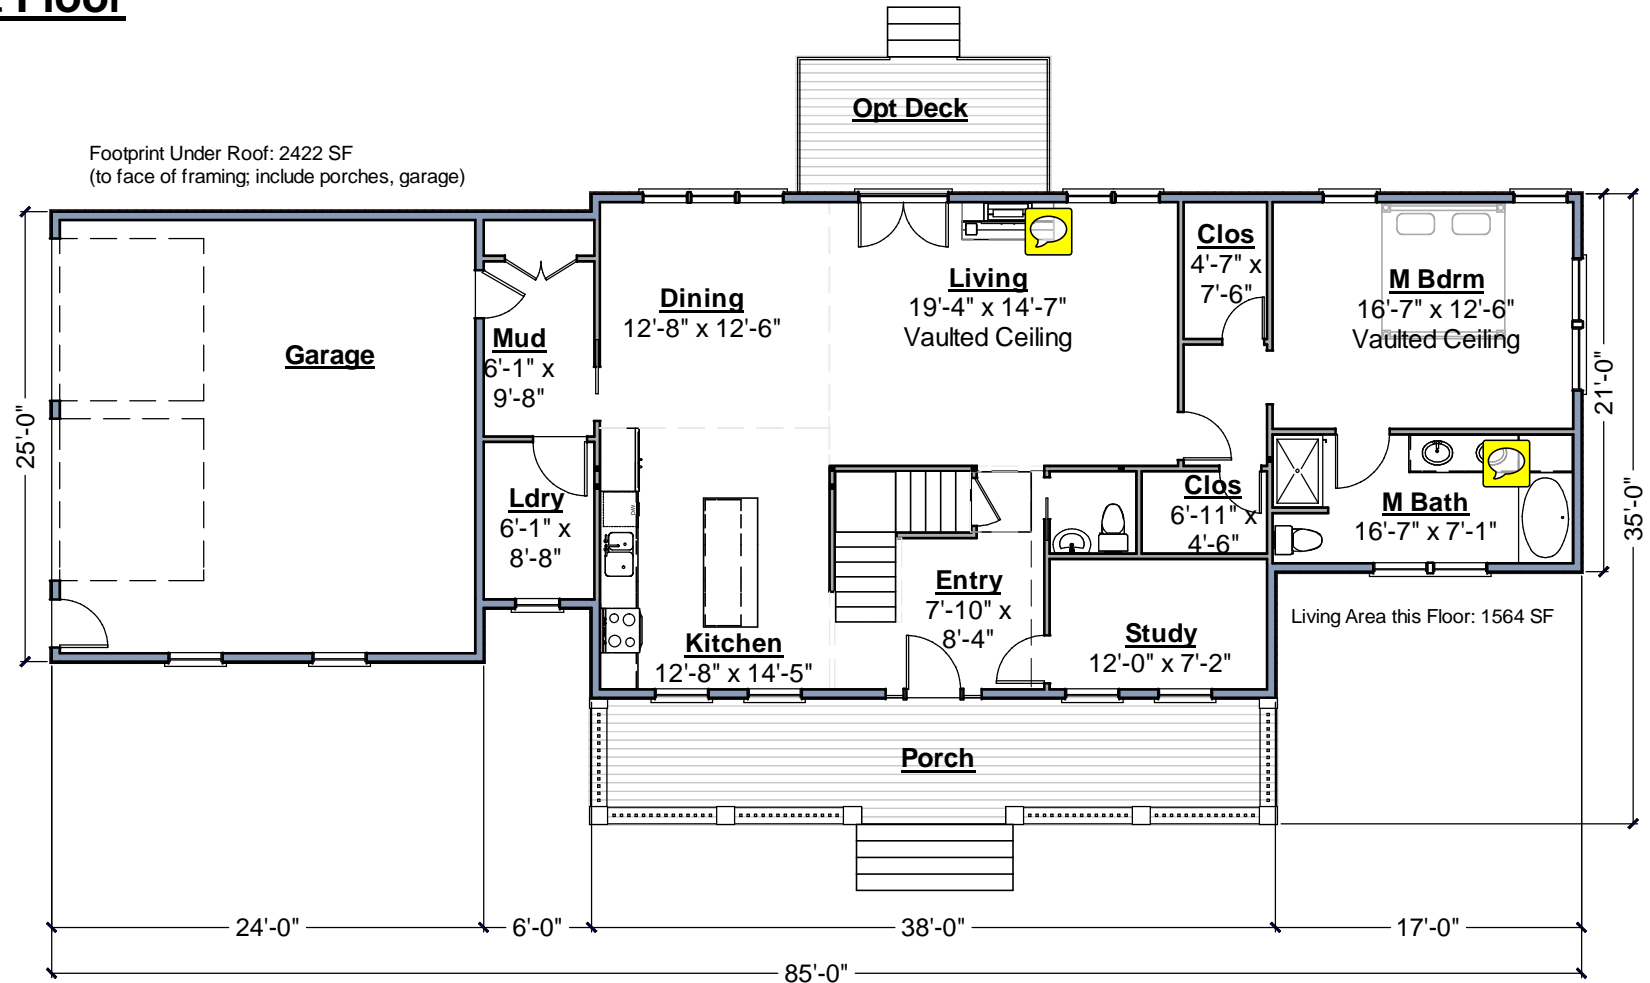 Floor
Opt Deck
Footprint Under Roof: 2422 SF
(to face of framing; include porches, garage)
Garage
Mud
6'-1" x
9'-8"
Dining
12'-8" x 12'-6"
Living
19'-4" x 14'-7"
Vaulted Ceiling
Clos
4'-7" x
7'-6"
M Bdrm
16'-7" x 12'-6"
Vaulted Ceiling
Ldry
6'-1" x
8'-8"
DW
Kitchen
12'-8" x 14'-5"
Entry
7'-10" x
8'-4"
Clos
6'-11" x
4'-6"
Study
12'-0" x 7'-2"
M Bath
16'-7" x 7'-1"
Living Area this Floor: 1564 SF
Porch
25'-0"
21'-0"
35'-0"
24'-0"
6'-0"
38'-0"
17'-0"
85'-0"